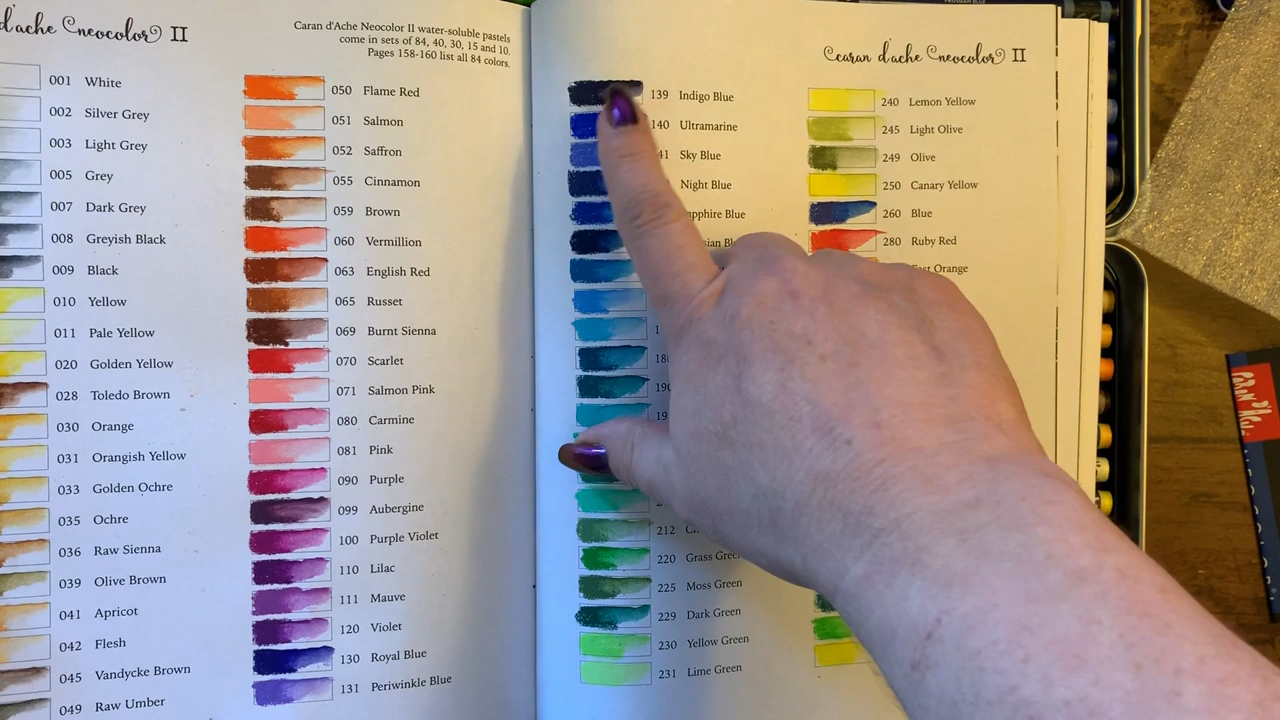 d'ache Neocolor II
Caran d'Ache Neocolor II water-soluble pastels
come in sets of 84, 40, 30, 15 and 10.
Pages 158-160 list all 84 colors.
001 White
002 Silver Grey
003 Light Grey
005 Grey
007 Dark Grey
008 Greyish Black
009 Black
010 Yellow
011 Pale Yellow
020 Golden Yellow
028 Toledo Brown
030 Orange
031 Orangish Yellow
033 Golden Ochre
035 Ochre
036 Raw Sienna
039 Olive Brown
041 Apricot
042 Flesh
045 Vandycke Brown
049 Raw Umber
050 Flame Red
051 Salmon
052 Saffron
055 Cinnamon
059 Brown
060 Vermillion
063 English Red
065 Russet
069 Burnt Sienna
070 Scarlet
071 Salmon Pink
080 Carmine
081 Pink
090 Purple
099 Aubergine
100 Purple Violet
110 Lilac
111 Mauve
120 Violet
130 Royal Blue
131 Periwinkle Blue
PRUSSIAN BLUE
Caran d'ache Neocolor II
139 Indigo Blue
140 Ultramarine
41 Sky Blue
Night Blue
apphire Blue
212
220 Grass Green
225 Moss Green
229 Dark Green
230 Yellow Green
231 Lime Green
240 Lemon Yellow
245 Light Olive
249 Olive
250 Canary Yellow
260 Blue
280 Ruby Red
Fast Orange
CARAN D'ACHE